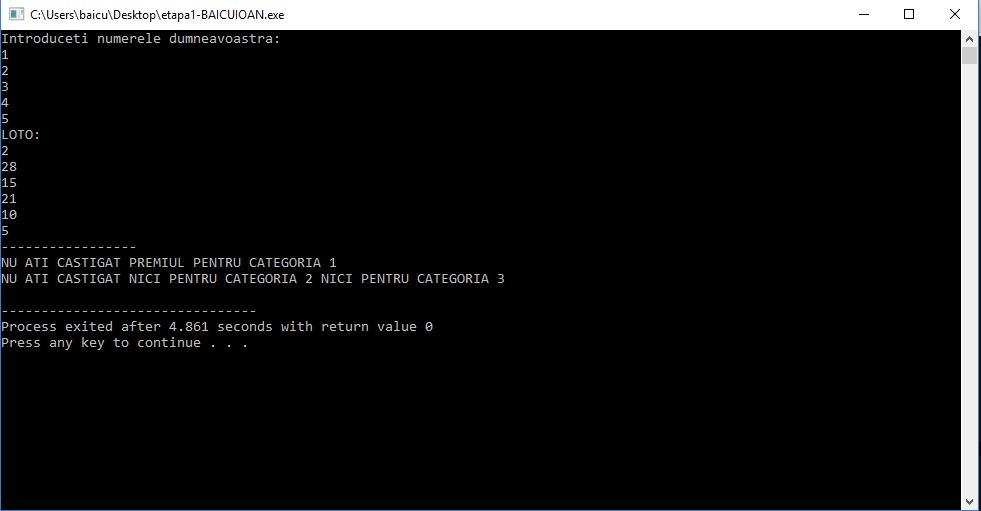 C:\Users\baicu\Desktop\etapa1-BAICUIOAN.exe
Introduceti numerele dumneavoastra:
1
2
3
4
5
LOTO:
2
28
15
21
10
5
-----------------
NU ATI CASTIGAT PREMIUL PENTRU CATEGORIA 1
NU ATI CASTIGAT NICI PENTRU CATEGORIA 2 NICI PENTRU CATEGORIA 3
--------------------------------
Process exited after 4.861 seconds with return value 0
Press any key to continue . . .